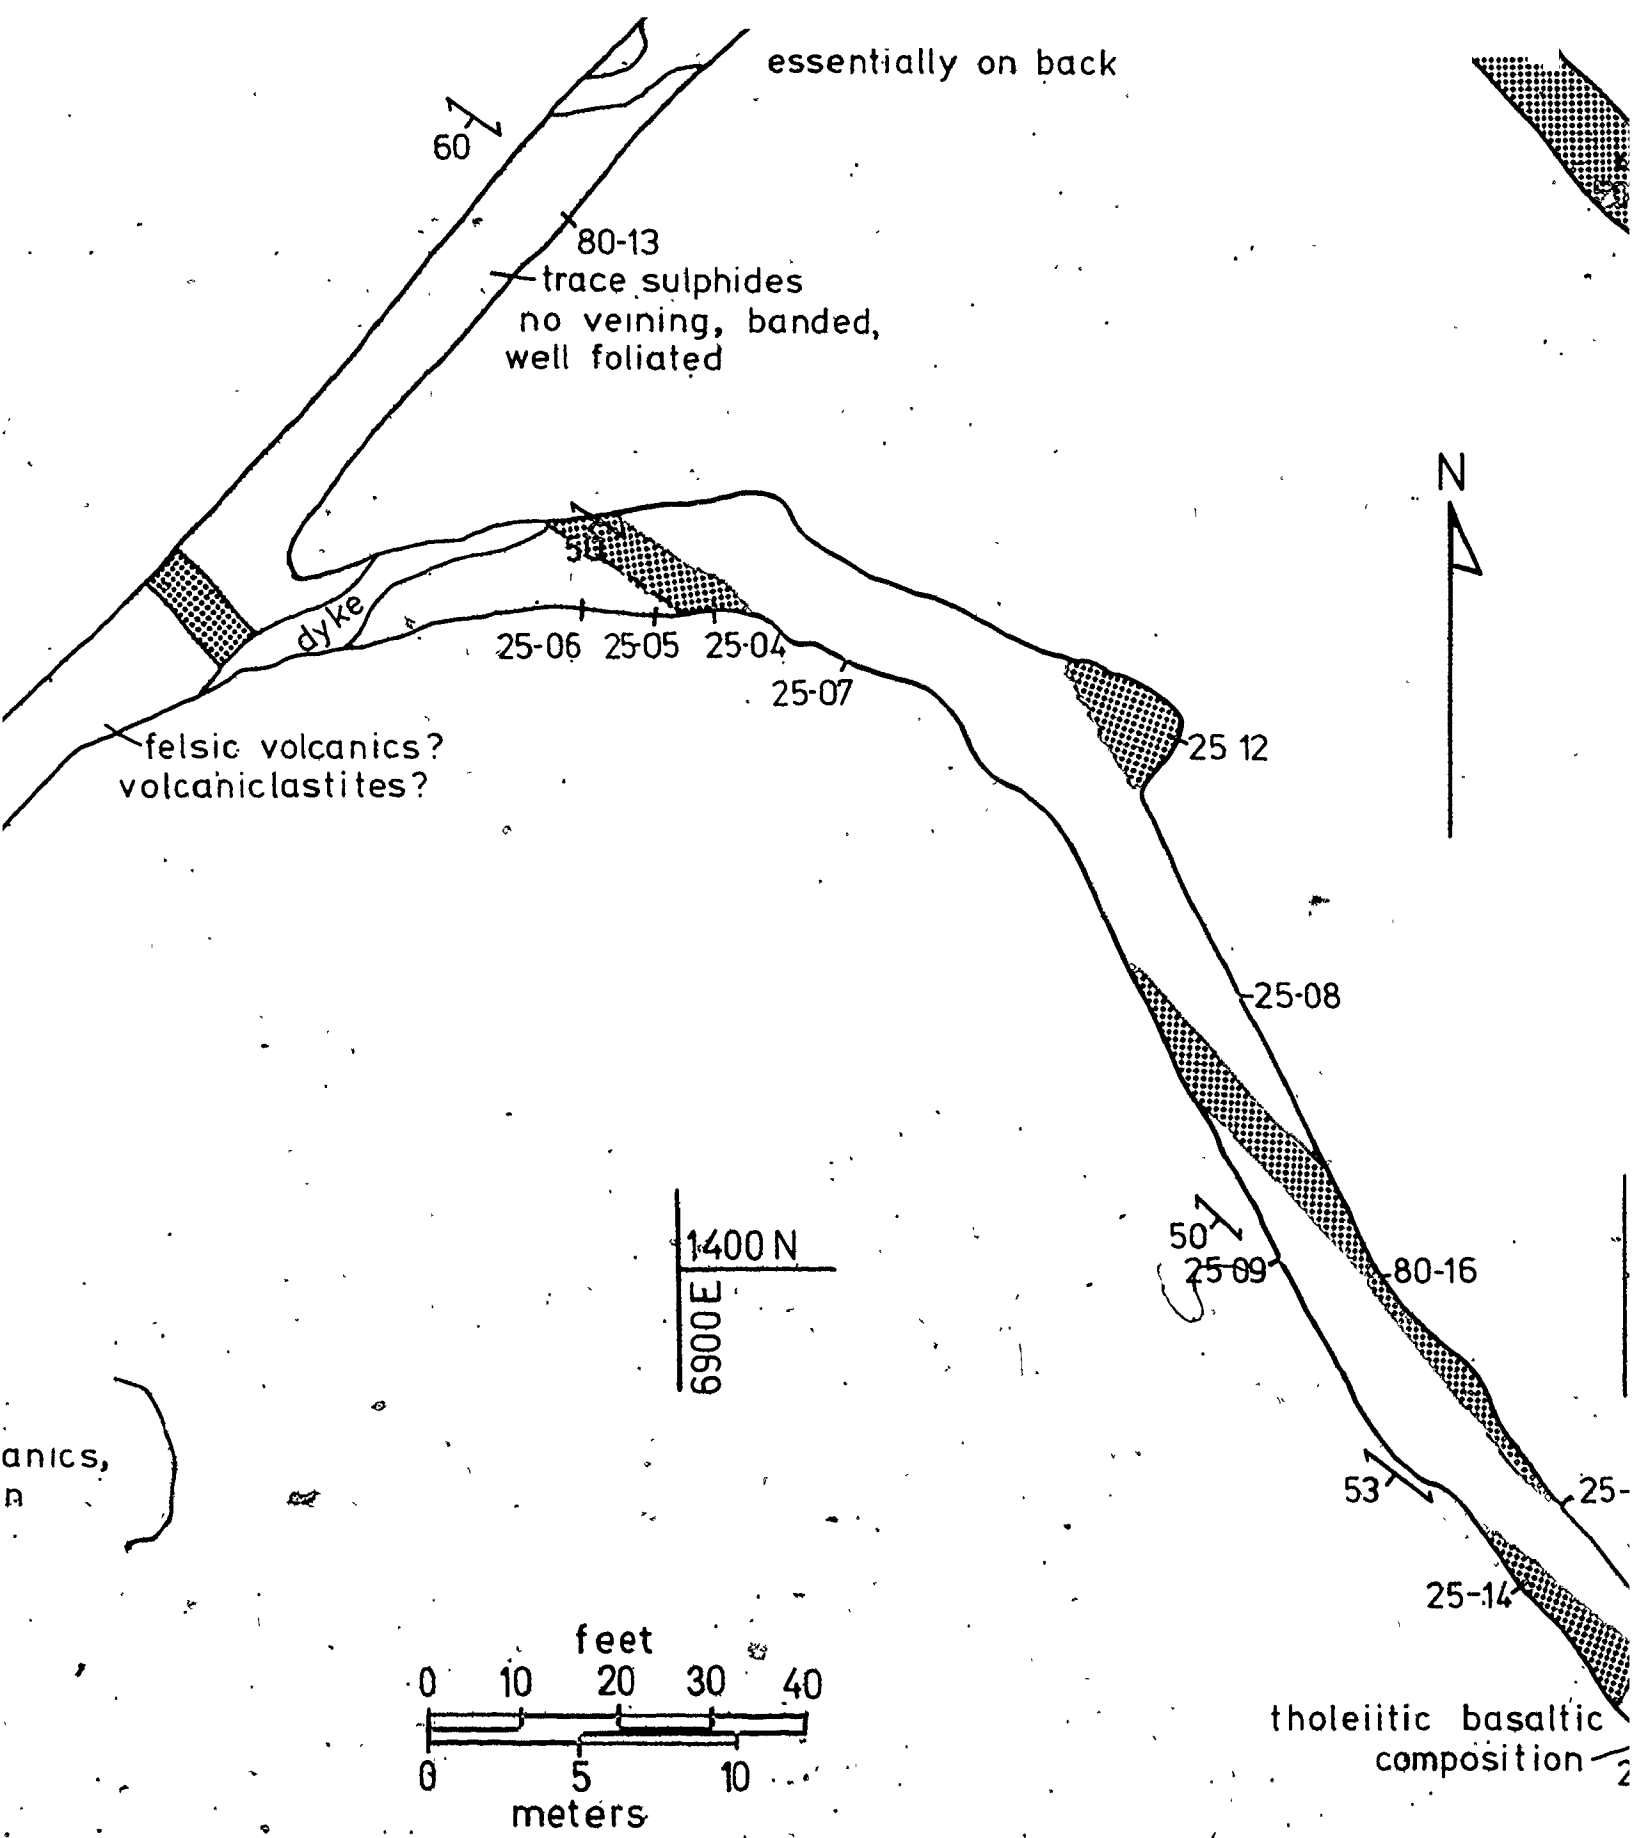 essentially on back
60
80-13
trace sulphides
no veining, banded,
well foliated
N
50
dyke
25-06 25-05 25-04
25-07
25 12
felsic volcanics?
volcaniclastites?
25-08
1400 N
6900 E
50
25-09
80-16
anics,
n
53
25-
25-14
feet
0 10 20 30 40
0 5 10
meters
tholeiitic basaltic
composition
2